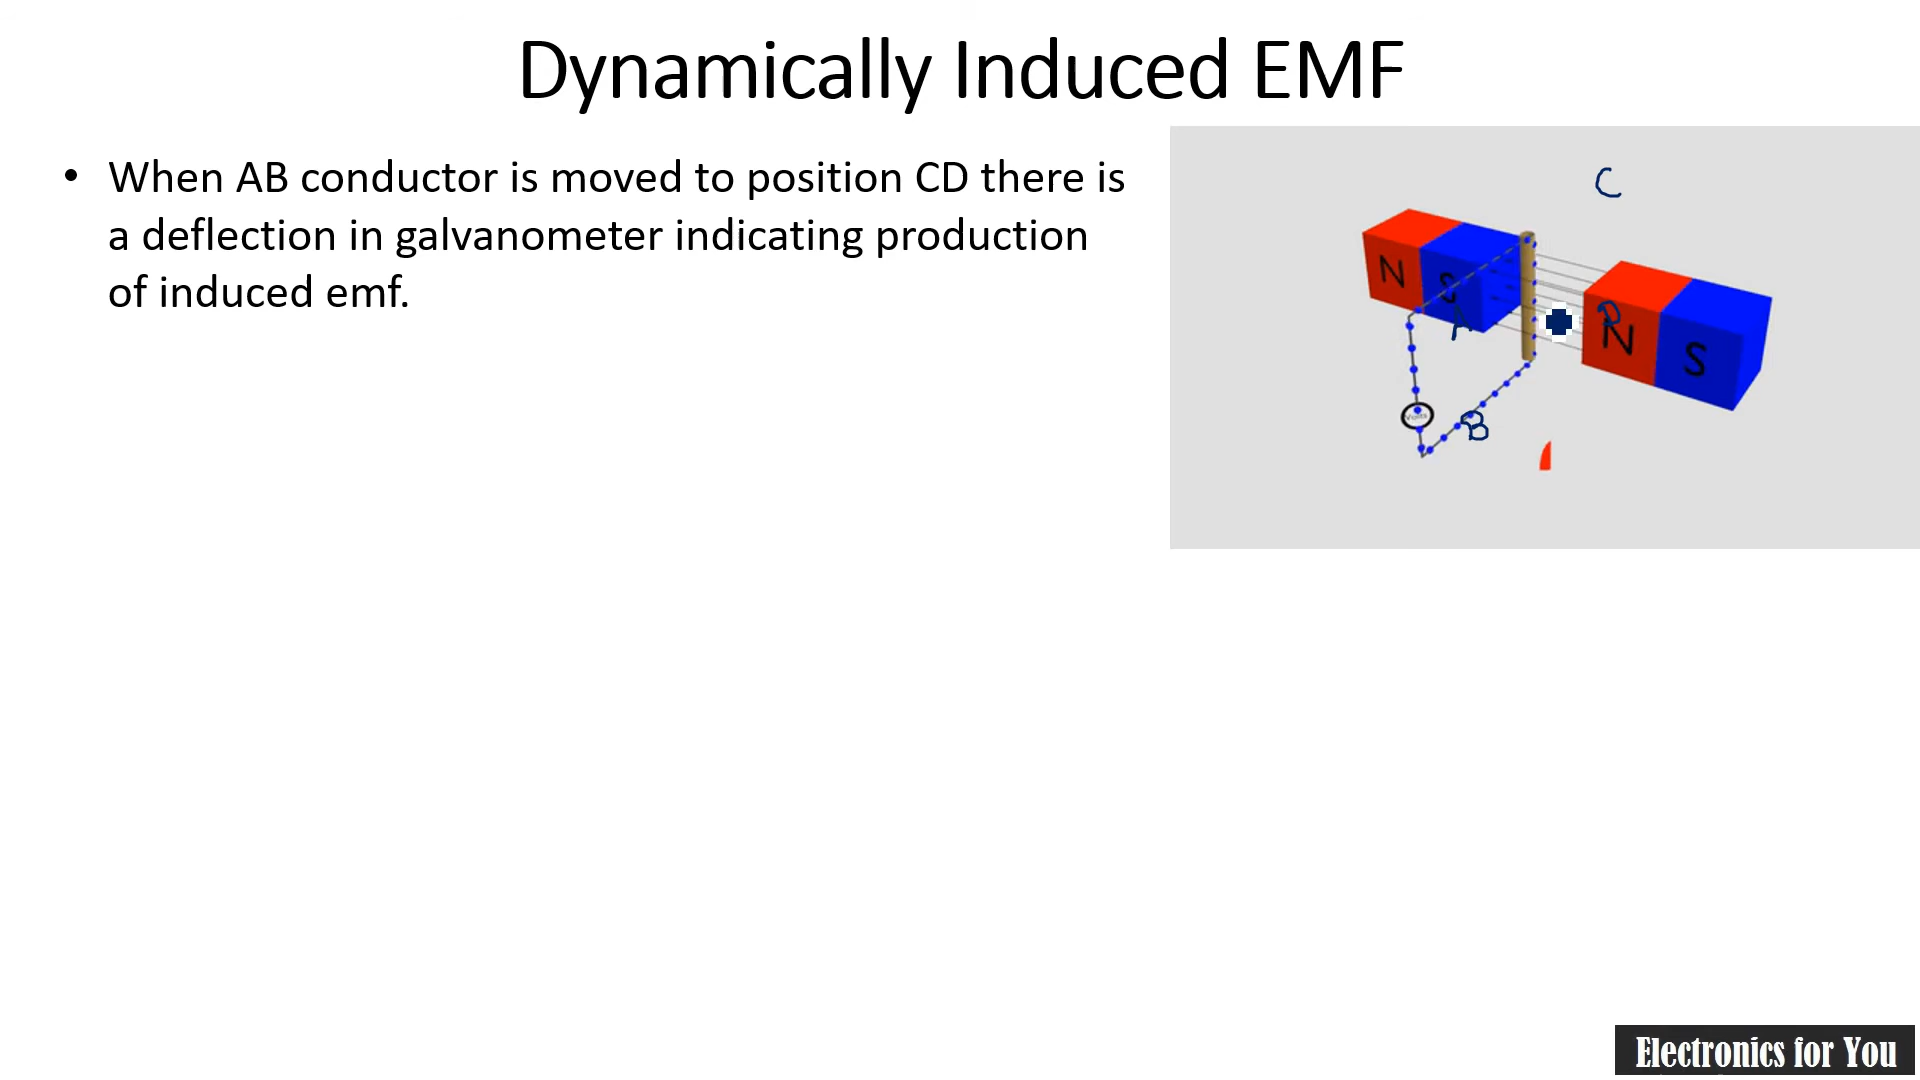 Dynamically Induced EMF
• When AB conductor is moved to position CD there is
a deflection in galvanometer indicating production
of induced emf.
C
N S
A
D
N S
Volts
B
Electronics for You